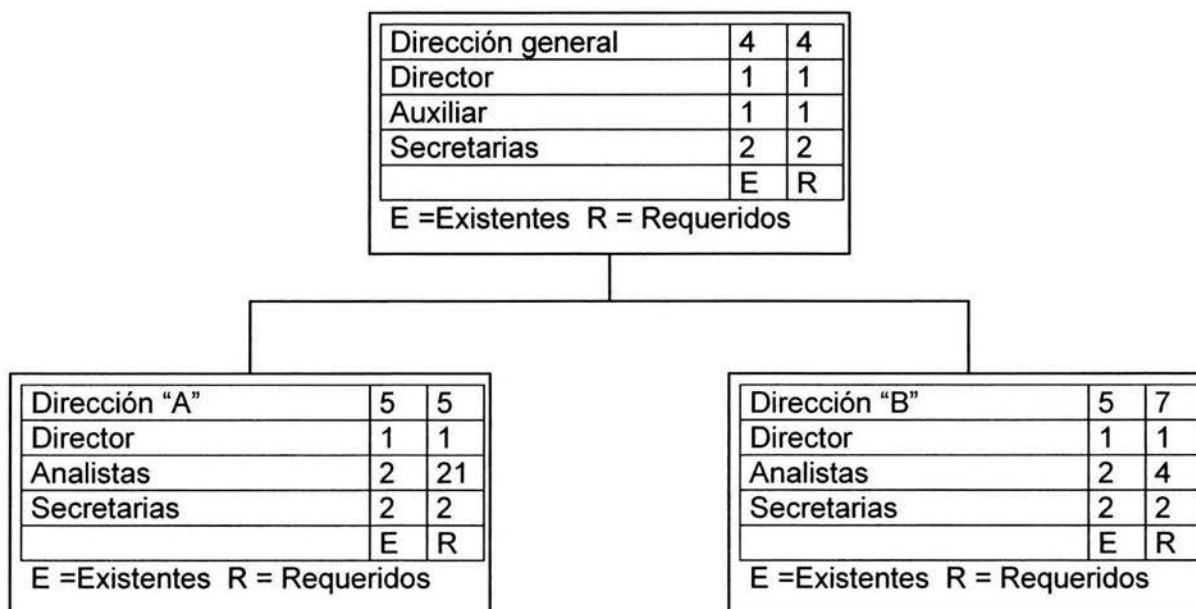 Dirección general 4 4
Director 1 1
Auxiliar 1 1
Secretarias 2 2
E R
E =Existentes R = Requeridos
Dirección “A” 5 5
Director 1 1
Analistas 2 21
Secretarias 2 2
E R
E =Existentes R = Requeridos
Dirección “B” 5 7
Director 1 1
Analistas 2 4
Secretarias 2 2
E R
E =Existentes R = Requeridos